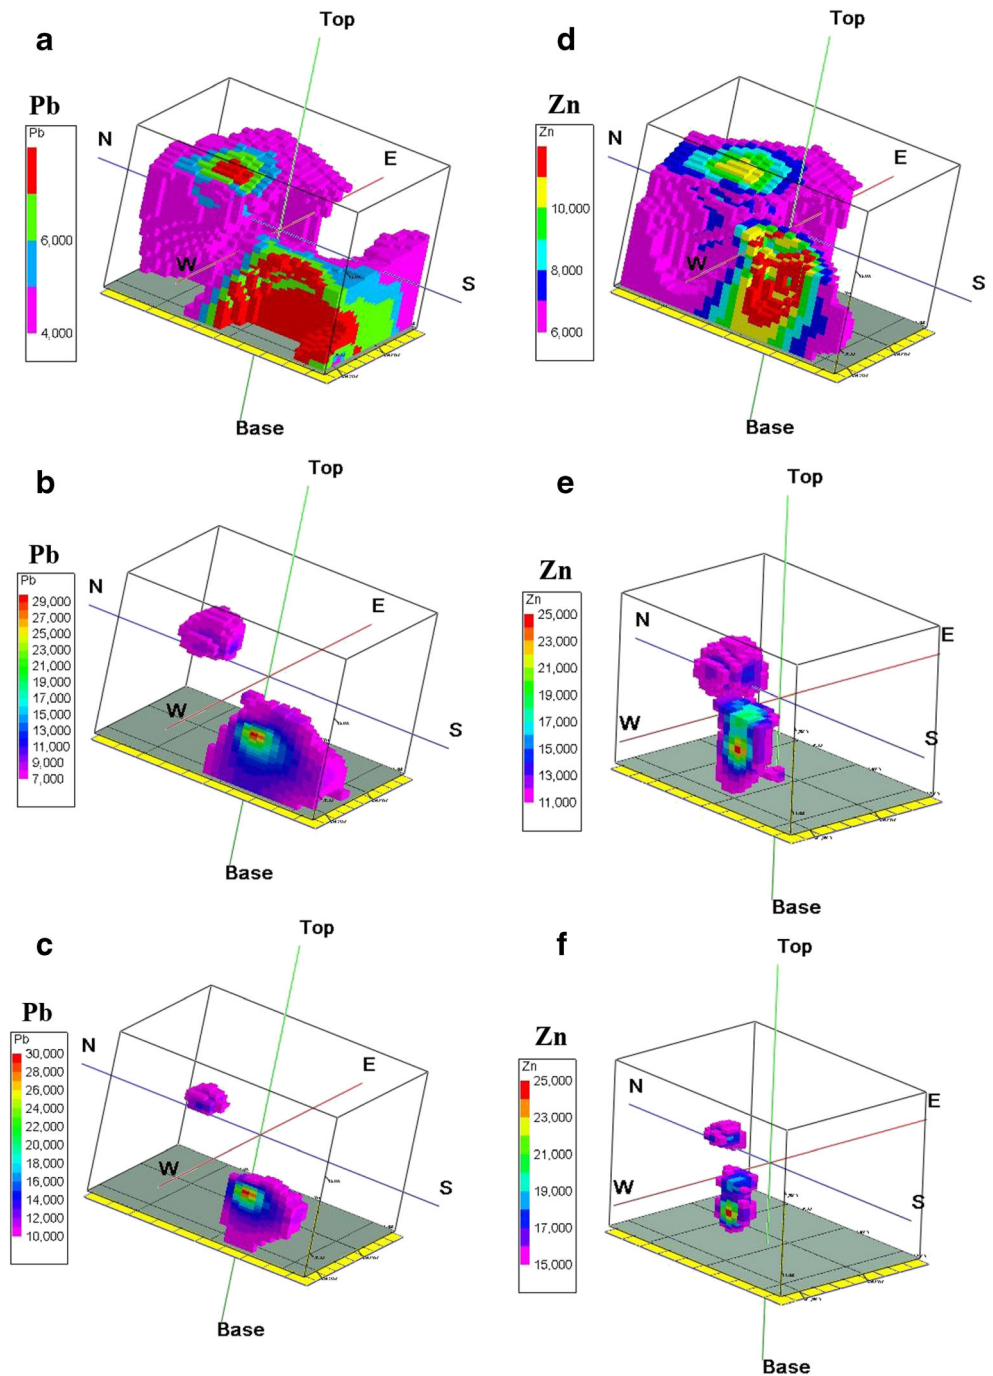 a
Top
Pb
Pb
N
E
6,000
W
S
4,000
Base
d
Top
Zn
Zn
N
E
10,000
8,000
W
S
6,000
Base
b
Top
Pb
Pb
N
E
29,000
27,000
25,000
23,000
21,000
19,000
17,000
15,000
13,000
11,000
9,000
7,000
W
S
Base
e
Top
Zn
Zn
N
E
25,000
23,000
21,000
19,000
17,000
15,000
13,000
11,000
W
S
Base
c
Top
Pb
Pb
N
E
30,000
28,000
26,000
24,000
22,000
20,000
18,000
16,000
14,000
12,000
10,000
W
S
Base
f
Top
Zn
Zn
N
E
25,000
23,000
21,000
19,000
17,000
15,000
W
S
Base